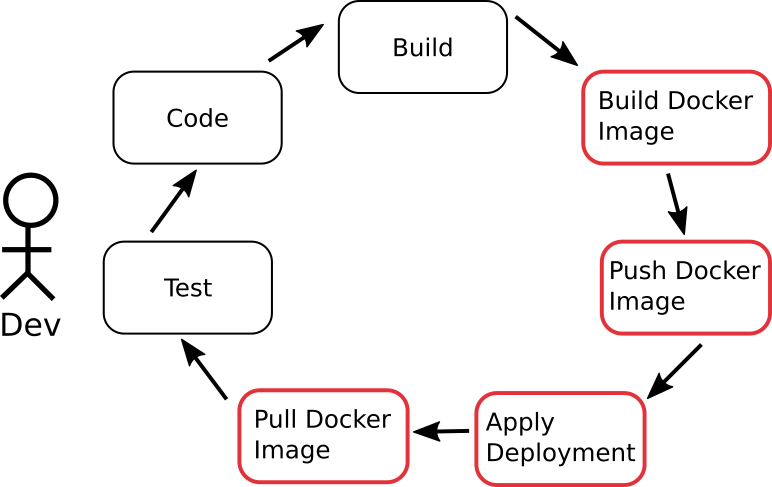 Build
Code
Build Docker
Image
Test
Push Docker
Image
Dev
Pull Docker
Image
Apply
Deployment